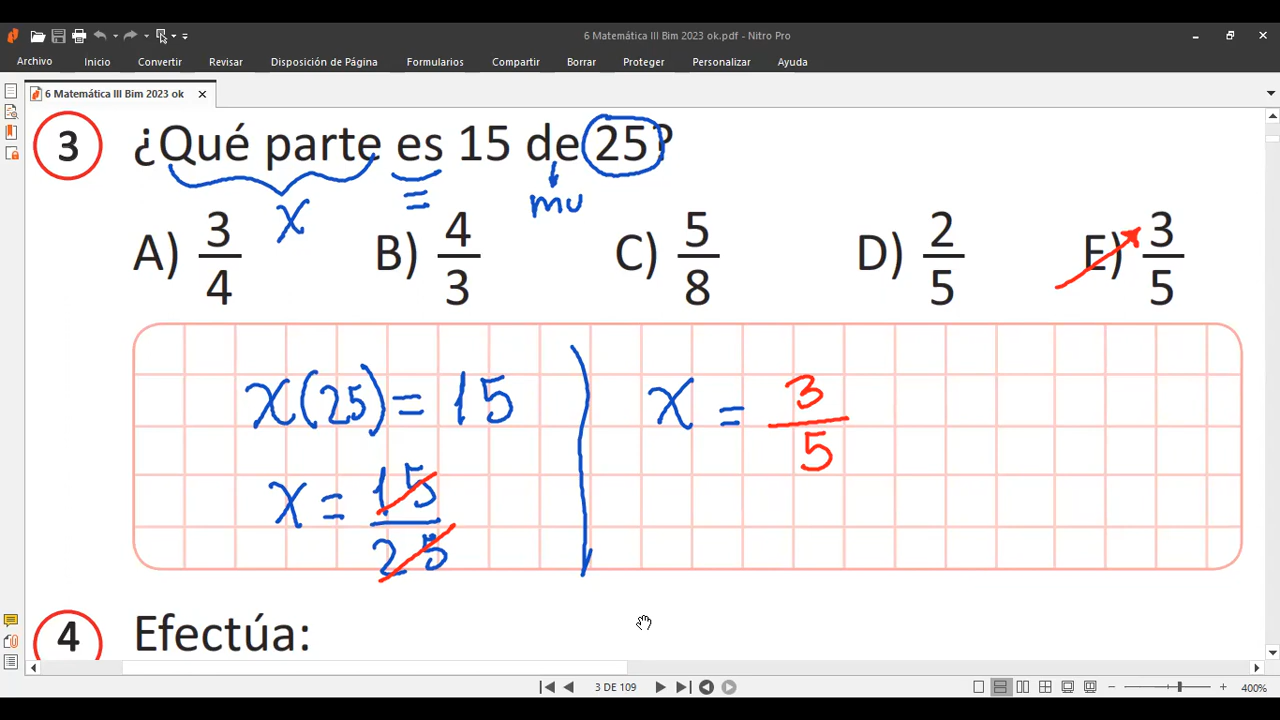 6 Matemática III Bim 2023 ok.pdf - Nitro Pro
Archivo Inicio Convertir Revisar Disposición de Página Formularios Compartir Borrar Proteger Personalizar Ayuda
6 Matemática III Bim 2023 ok
3 ¿Qué parte es 15 de 25?
x = mu
A) 3/4 B) 4/3 C) 5/8 D) 2/5 E) 3/5
x(25) = 15
x = 15/25
x = 3/5
4 Efectúa:
3 DE 109
400%